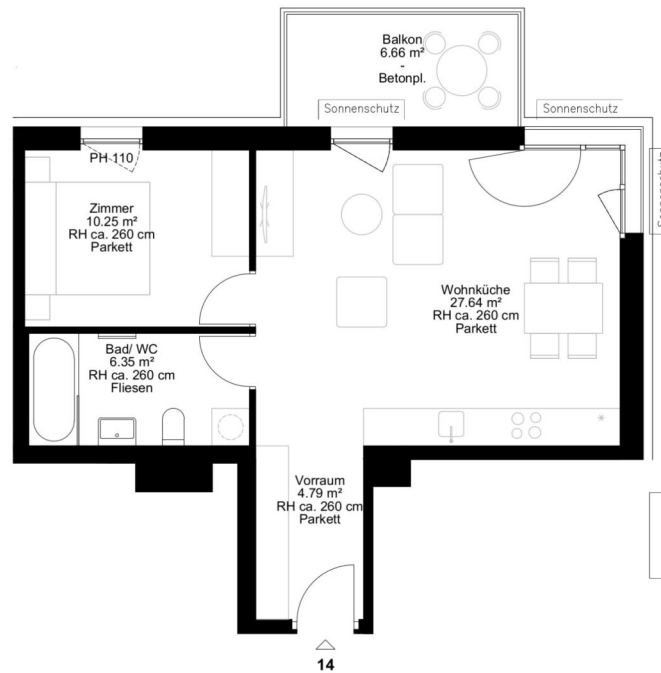 Balkon
6.66 m²
-
Betonpl.
Sonnenschutz
Sonnenschutz
Sonnenschutz
PH 110
Zimmer
10.25 m²
RH ca. 260 cm
Parkett
Wohnküche
27.64 m²
RH ca. 260 cm
Parkett
Bad/ WC
6.35 m²
RH ca. 260 cm
Fliesen
*
Vorraum
4.79 m²
RH ca. 260 cm
Parkett
14